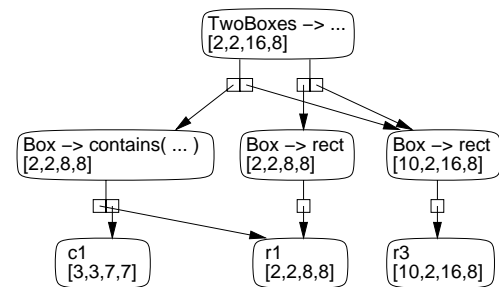 TwoBoxes –> ...
[2,2,16,8]
Box –> contains( ... )
[2,2,8,8]
Box –> rect
[2,2,8,8]
Box –> rect
[10,2,16,8]
c1
[3,3,7,7]
r1
[2,2,8,8]
r3
[10,2,16,8]